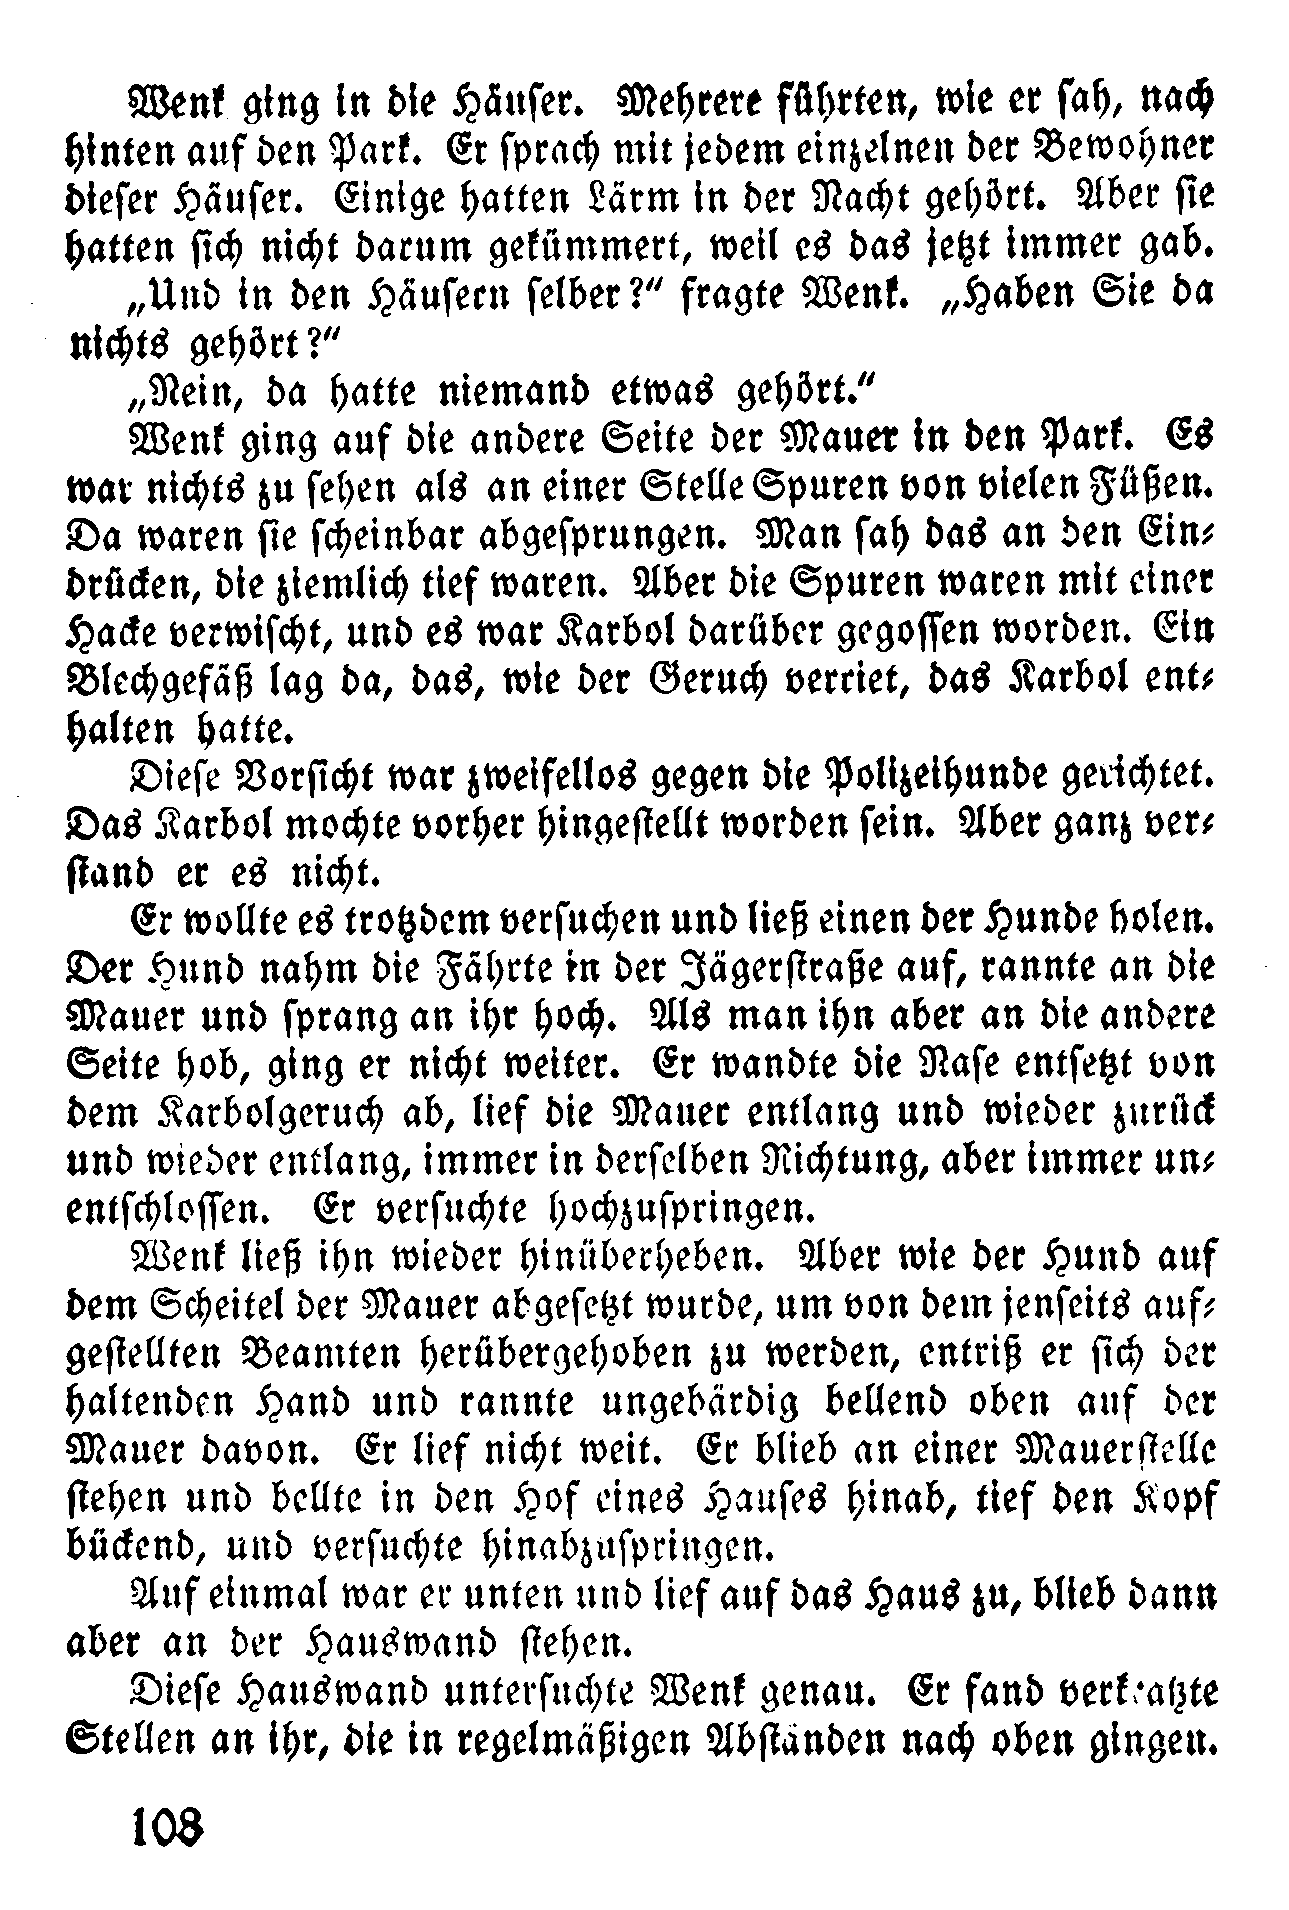 Wenk ging in die Häuser. Mehrere führten, wie er sah, nach
hinten auf den Park. Er sprach mit jedem einzelnen der Bewohner
dieser Häuser. Einige hatten Lärm in der Nacht gehört. Aber sie
hatten sich nicht darum gekümmert, weil es das jetzt immer gab.
„Und in den Häusern selber?“ fragte Wenk. „Haben Sie da
nichts gehört?“
„Nein, da hatte niemand etwas gehört.“
Wenk ging auf die andere Seite der Mauer in den Park. Es
war nichts zu sehen als an einer Stelle Spuren von vielen Füßen.
Da waren sie scheinbar abgesprungen. Man sah das an den Ein-
drücken, die ziemlich tief waren. Aber die Spuren waren mit einer
Hacke verwischt, und es war Karbol darüber gegossen worden. Ein
Blechgefäß lag da, das, wie der Geruch verriet, das Karbol ent-
halten hatte.
Diese Vorsicht war zweifellos gegen die Polizeihunde gerichtet.
Das Karbol mochte vorher hingestellt worden sein. Aber ganz ver-
stand er es nicht.
Er wollte es trotzdem versuchen und ließ einen der Hunde holen.
Der Hund nahm die Fährte in der Jägerstraße auf, rannte an die
Mauer und sprang an ihr hoch. Als man ihn aber an die andere
Seite hob, ging er nicht weiter. Er wandte die Nase entsetzt von
dem Karbolgeruch ab, lief die Mauer entlang und wieder zurück
und wieder entlang, immer in derselben Richtung, aber immer un-
entschlossen. Er versuchte hochzuspringen.
Wenk ließ ihn wieder hinüberheben. Aber wie der Hund auf
dem Scheitel der Mauer abgesetzt wurde, um von dem jenseits auf-
gestellten Beamten herübergehoben zu werden, entriß er sich der
haltenden Hand und rannte ungebärdig bellend oben auf der
Mauer davon. Er lief nicht weit. Er blieb an einer Mauerstelle
stehen und bellte in den Hof eines Hauses hinab, tief den Kopf
bückend, und versuchte hinabzuspringen.
Auf einmal war er unten und lief auf das Haus zu, blieb dann
aber an der Hauswand stehen.
Diese Hauswand untersuchte Wenk genau. Er fand verkratzte
Stellen an ihr, die in regelmäßigen Abständen nach oben gingen.
108